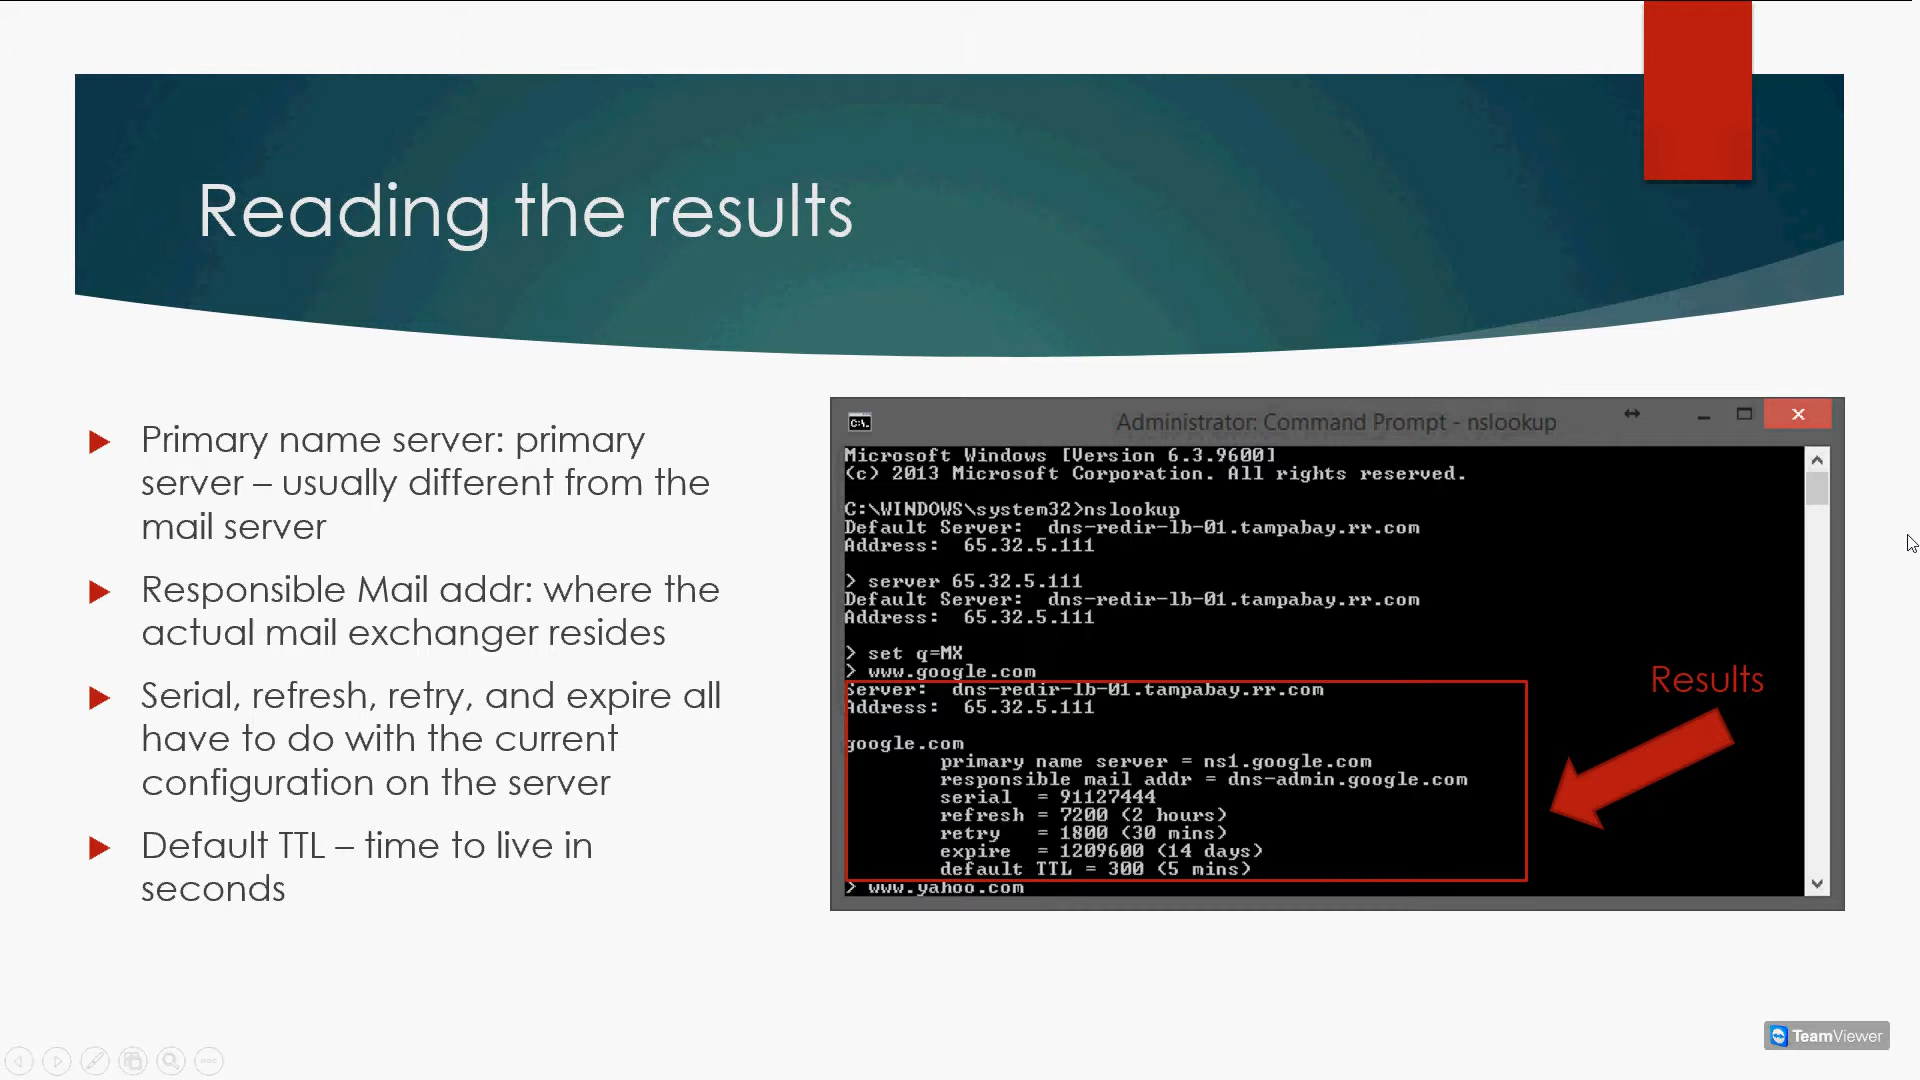 Reading the results
Primary name server: primary
server – usually different from the
mail server
Responsible Mail addr: where the
actual mail exchanger resides
Serial, refresh, retry, and expire all
have to do with the current
configuration on the server
Default TTL – time to live in
seconds
Administrator: Command Prompt - nslookup
Microsoft Windows [Version 6.3.9600]
(c) 2013 Microsoft Corporation. All rights reserved.
C:\WINDOWS\system32>nslookup
Default Server:  dns-redir-lb-01.tampabay.rr.com
Address:  65.32.5.111
> server 65.32.5.111
Default Server:  dns-redir-lb-01.tampabay.rr.com
Address:  65.32.5.111
> set q=MX
> www.google.com
Server:  dns-redir-lb-01.tampabay.rr.com
Address:  65.32.5.111
google.com
primary name server = ns1.google.com
responsible mail addr = dns-admin.google.com
serial  = 91127444
refresh = 7200 (2 hours)
retry   = 1800 (30 mins)
expire  = 1209600 (14 days)
default TTL = 300 (5 mins)
> www.yahoo.com
Results
TeamViewer